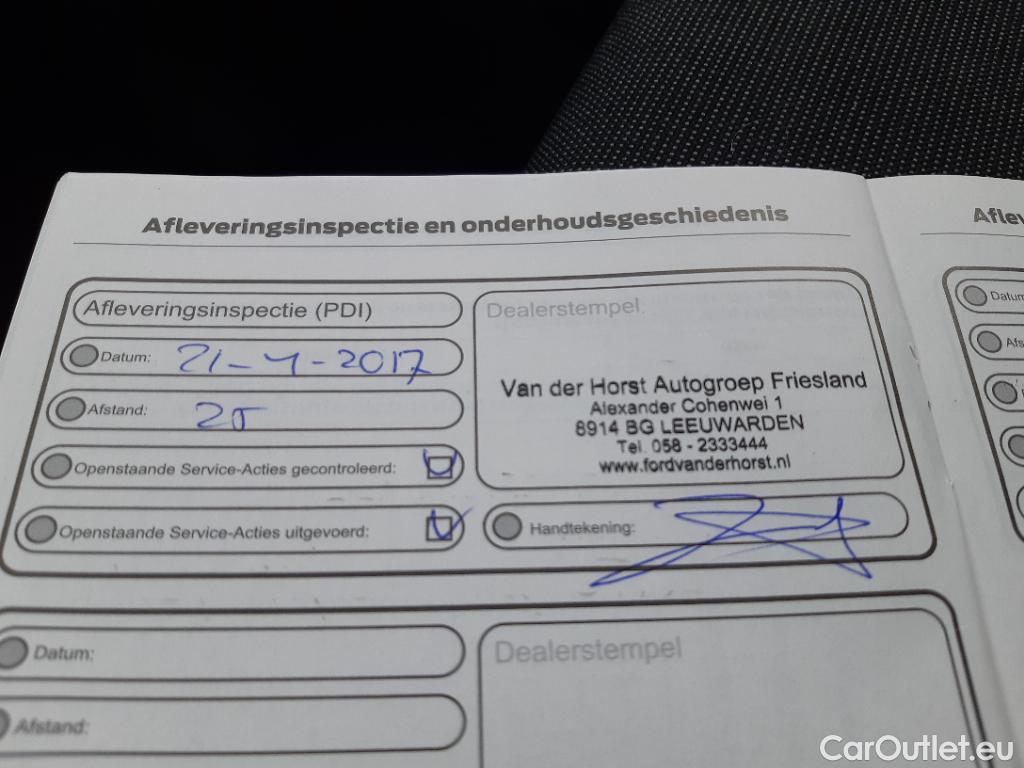 Afleveringsinspectie en onderhoudsgeschiedenis
Afleveringsinspectie (PDI)
Datum: 21-4-2017
Afstand: 25
Openstaande Service-Acties gecontroleerd:
Openstaande Service-Acties uitgevoerd:
Dealerstempel.
Van der Horst Autogroep Friesland
Alexander Cohenwei 1
8914 BG LEEUWARDEN
Tel. 058 - 2333444
www.fordvanderhorst.nl
Handtekening:
Datum:
Afstand:
Dealerstempel
Aflev
Datum
Afs
CarOutlet.eu